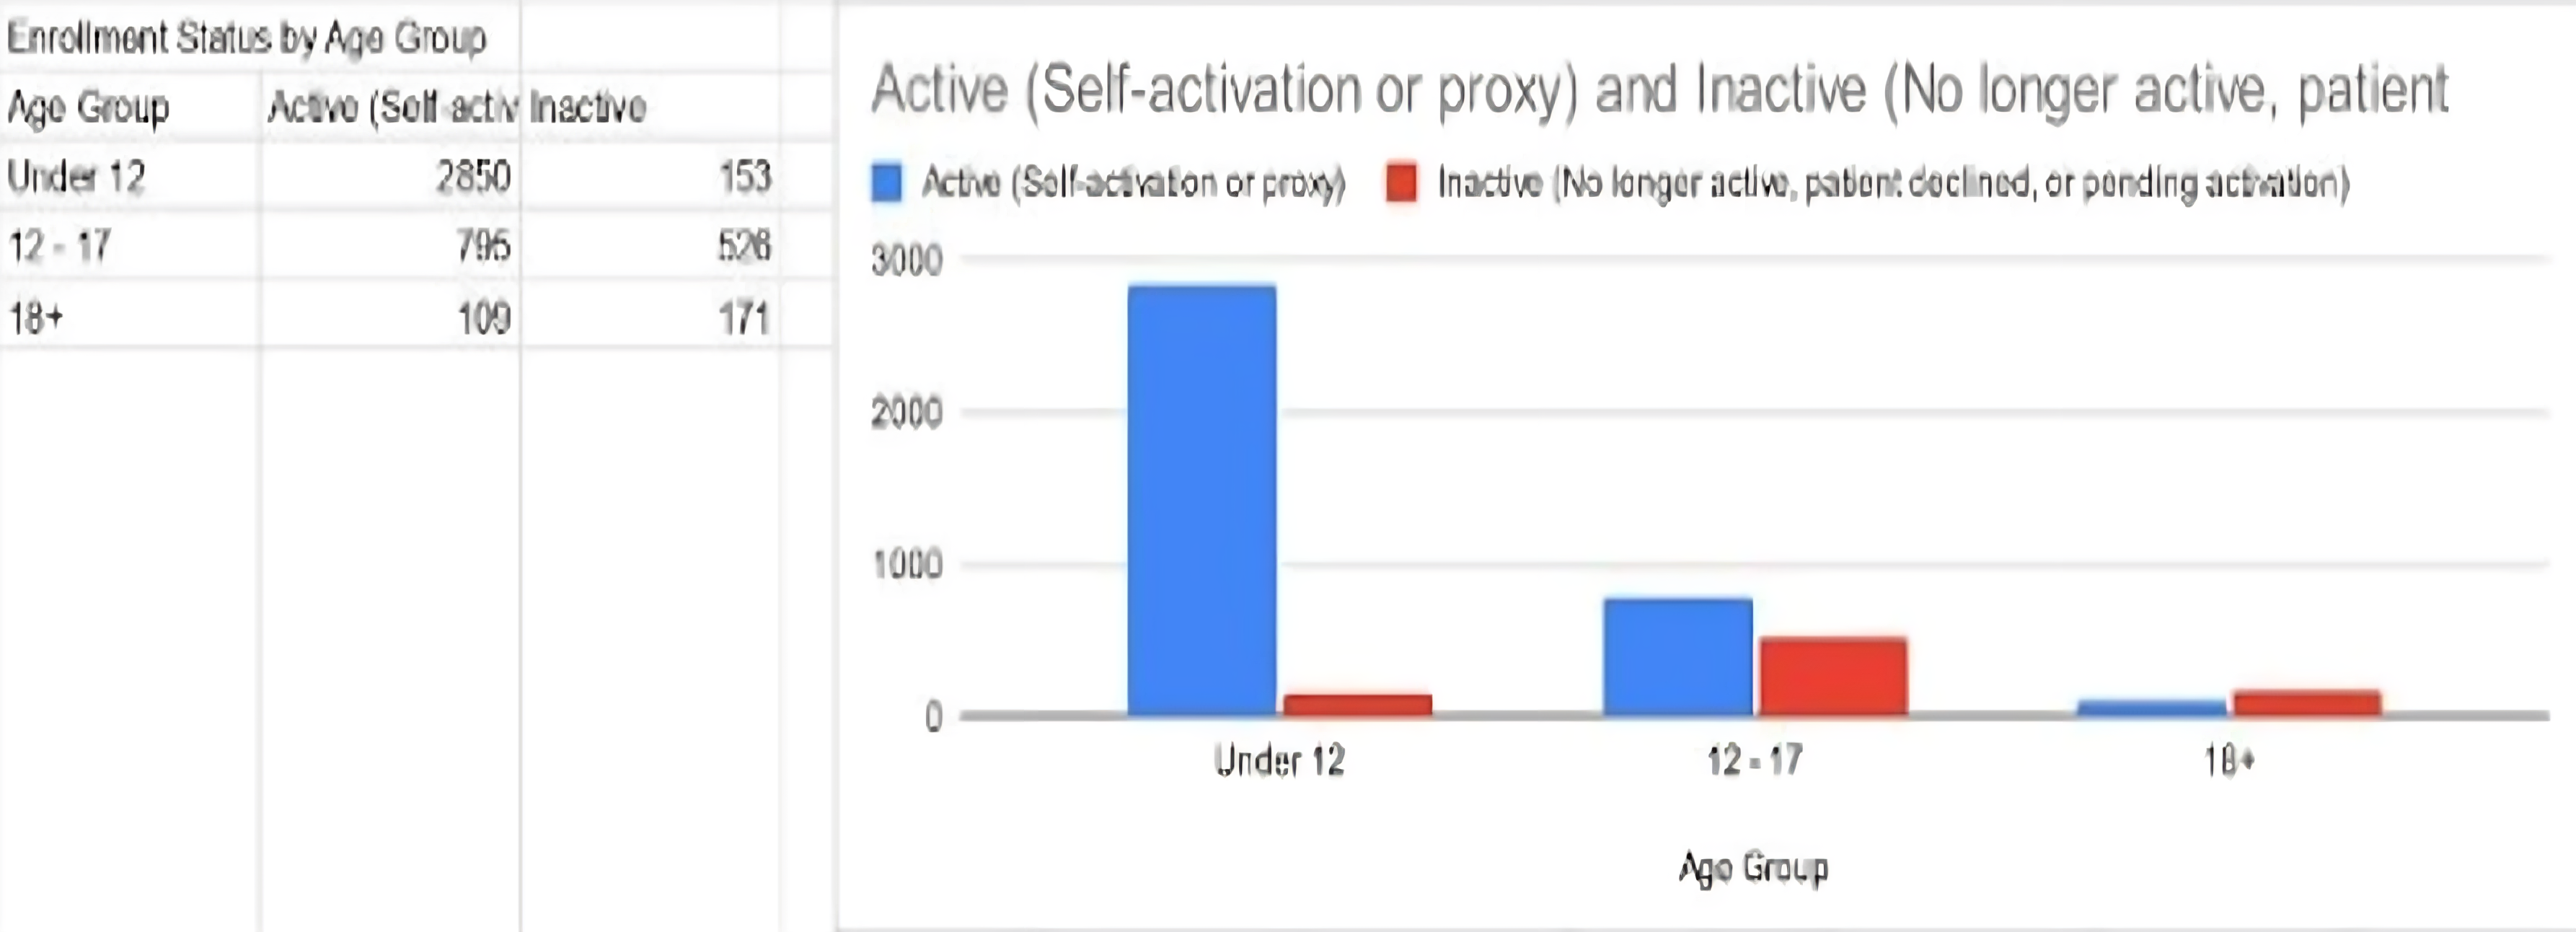 Enrollment Status by Age Group
Age Group Active (Self activ Inactive
Under 12 2850 153
12 - 17 795 526
18+ 109 171
Active (Self-activation or proxy) and Inactive (No longer active, patient
Active (Self-activation or proxy) Inactive (No longer active, patient declined, or pending activation)
3000
2000
1000
0
Under 12 12 - 17 18+
Age Group